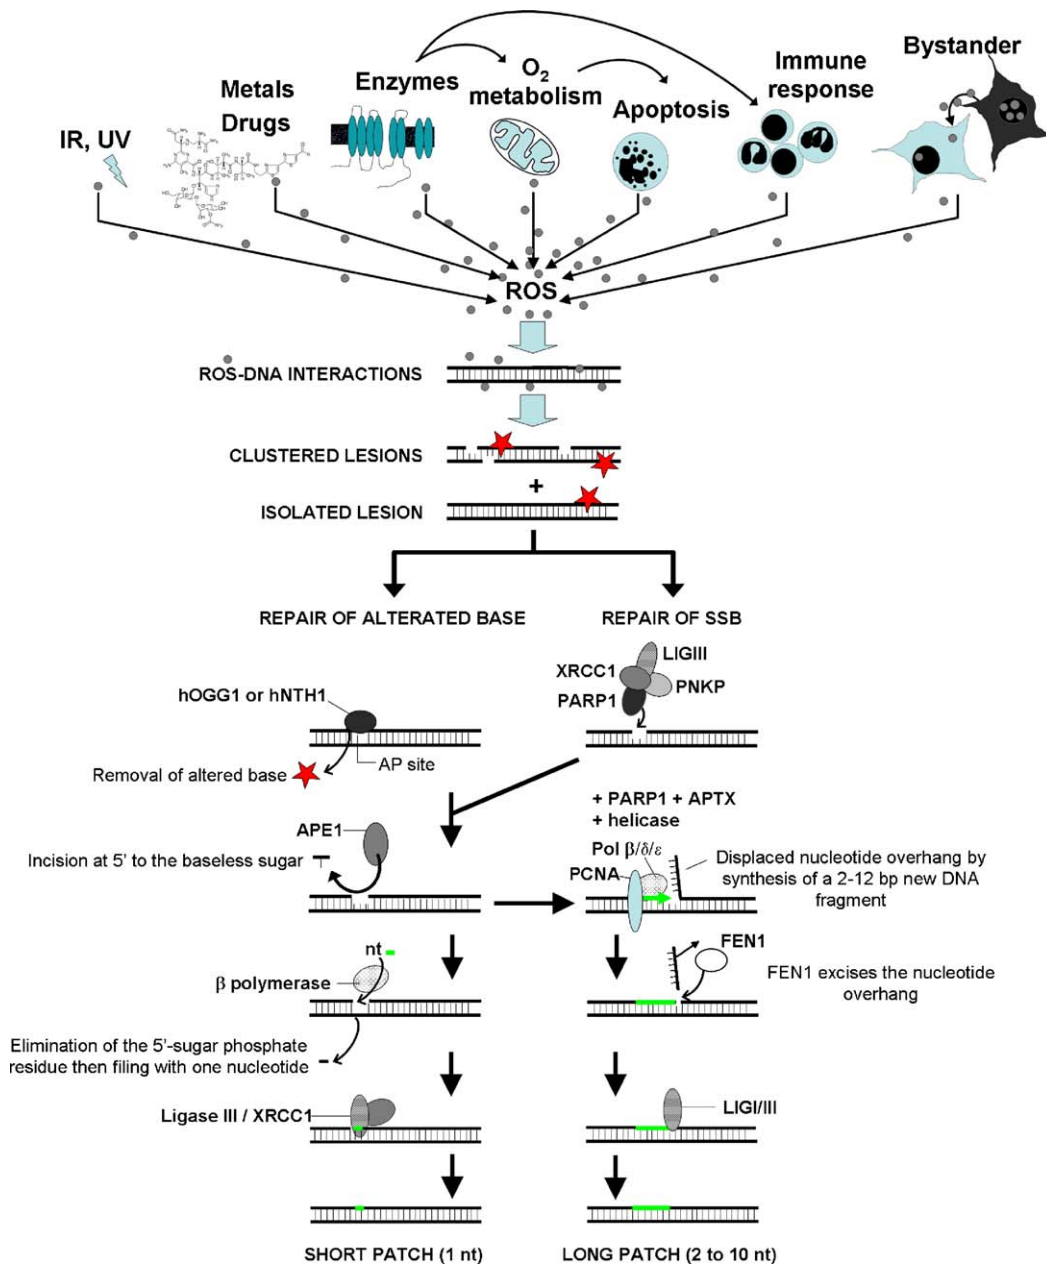 Bystander
Immune
response
Enzymes
O2
metabolism
Apoptosis
Metals
Drugs
IR, UV
ROS
ROS-DNA INTERACTIONS
CLUSTERED LESIONS
+
ISOLATED LESION
REPAIR OF ALTERATED BASE
REPAIR OF SSB
LIGIII
XRCC1
PNKP
PARP1
hOGG1 or hNTH1
AP site
Removal of altered base
+ PARP1 + APTX
+ helicase
APE1
Incision at 5' to the baseless sugar
Pol β/δ/ε
PCNA
Displaced nucleotide overhang by
synthesis of a 2-12 bp new DNA
fragment
nt
β polymerase
FEN1
FEN1 excises the nucleotide
overhang
Elimination of the 5'-sugar phosphate
residue then filing with one nucleotide
Ligase III / XRCC1
LIGI/III
SHORT PATCH (1 nt)
LONG PATCH (2 to 10 nt)